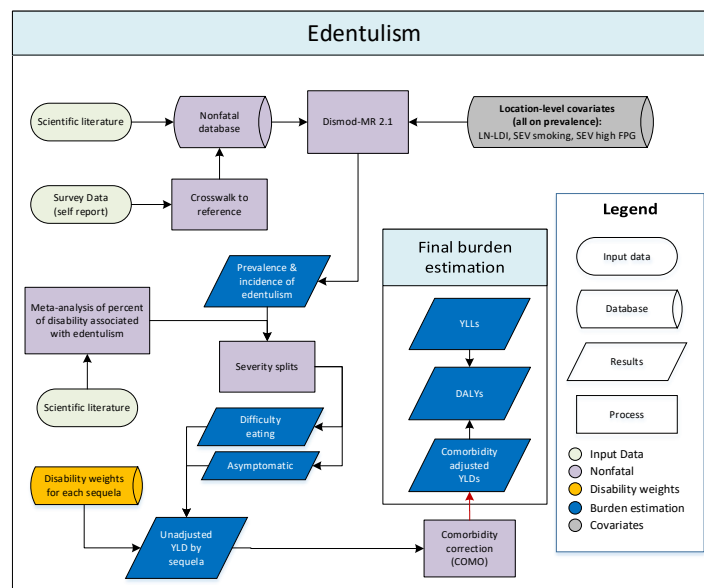 Edentulism
Scientific literature
Nonfatal
database
Dismod-MR 2.1
Location-level covariates
(all on prevalence):
LN-LDI, SEV smoking, SEV high FPG
Survey Data
(self report)
Crosswalk to
reference
Prevalence &
incidence of
edentulism
Meta-analysis of percent
of disability associated
with edentulism
Severity splits
Scientific literature
Difficulty
eating
Asymptomatic
Disability weights
for each sequela
Unadjusted
YLD by
sequela
Comorbidity
correction
(COMO)
Final burden
estimation
YLLs
DALYs
Comorbidity
adjusted
YLDs
Legend
Input data
Database
Results
Process
Input Data
Nonfatal
Disability weights
Burden estimation
Covariates